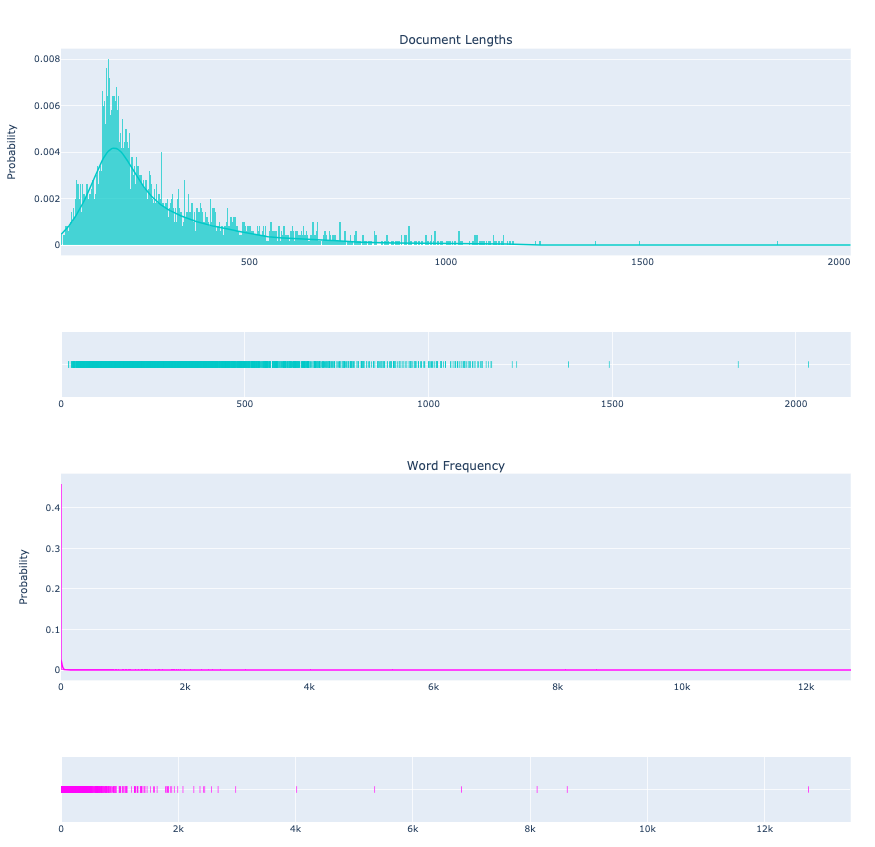 Document Lengths
Probability
0.008
0.006
0.004
0.002
0
500
1000
1500
2000
0
500
1000
1500
2000
Word Frequency
Probability
0.4
0.3
0.2
0.1
0
0
2k
4k
6k
8k
10k
12k
0
2k
4k
6k
8k
10k
12k